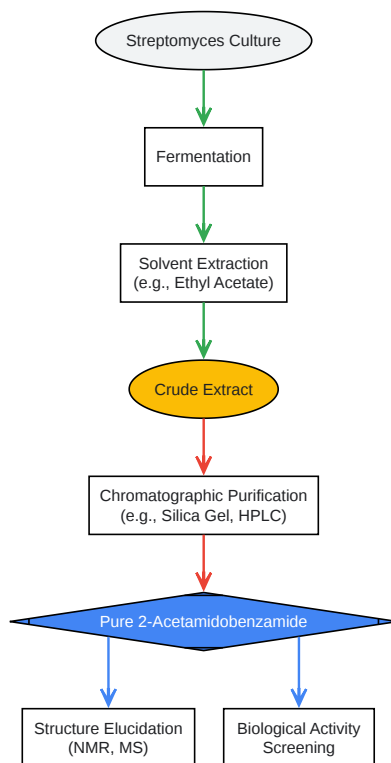 Streptomyces Culture
Fermentation
Solvent Extraction
(e.g., Ethyl Acetate)
Crude Extract
Chromatographic Purification
(e.g., Silica Gel, HPLC)
Pure 2-Acetamidobenzamide
Structure Elucidation
(NMR, MS)
Biological Activity
Screening